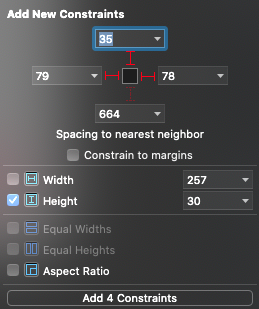 Add New Constraints
35
79 78
664
Spacing to nearest neighbor
Constrain to margins
Width 257
Height 30
Equal Widths
Equal Heights
Aspect Ratio
Add 4 Constraints